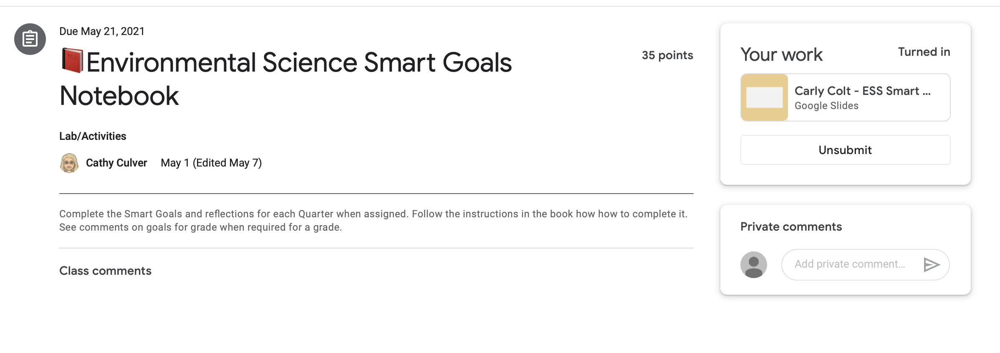 Due May 21, 2021
Environmental Science Smart Goals
Notebook
35 points
Lab/Activities
Cathy Culver May 1 (Edited May 7)
Complete the Smart Goals and reflections for each Quarter when assigned. Follow the instructions in the book how how to complete it.
See comments on goals for grade when required for a grade.
Class comments
Your work
Turned in
Carly Colt - ESS Smart ...
Google Slides
Unsubmit
Private comments
Add private comment...